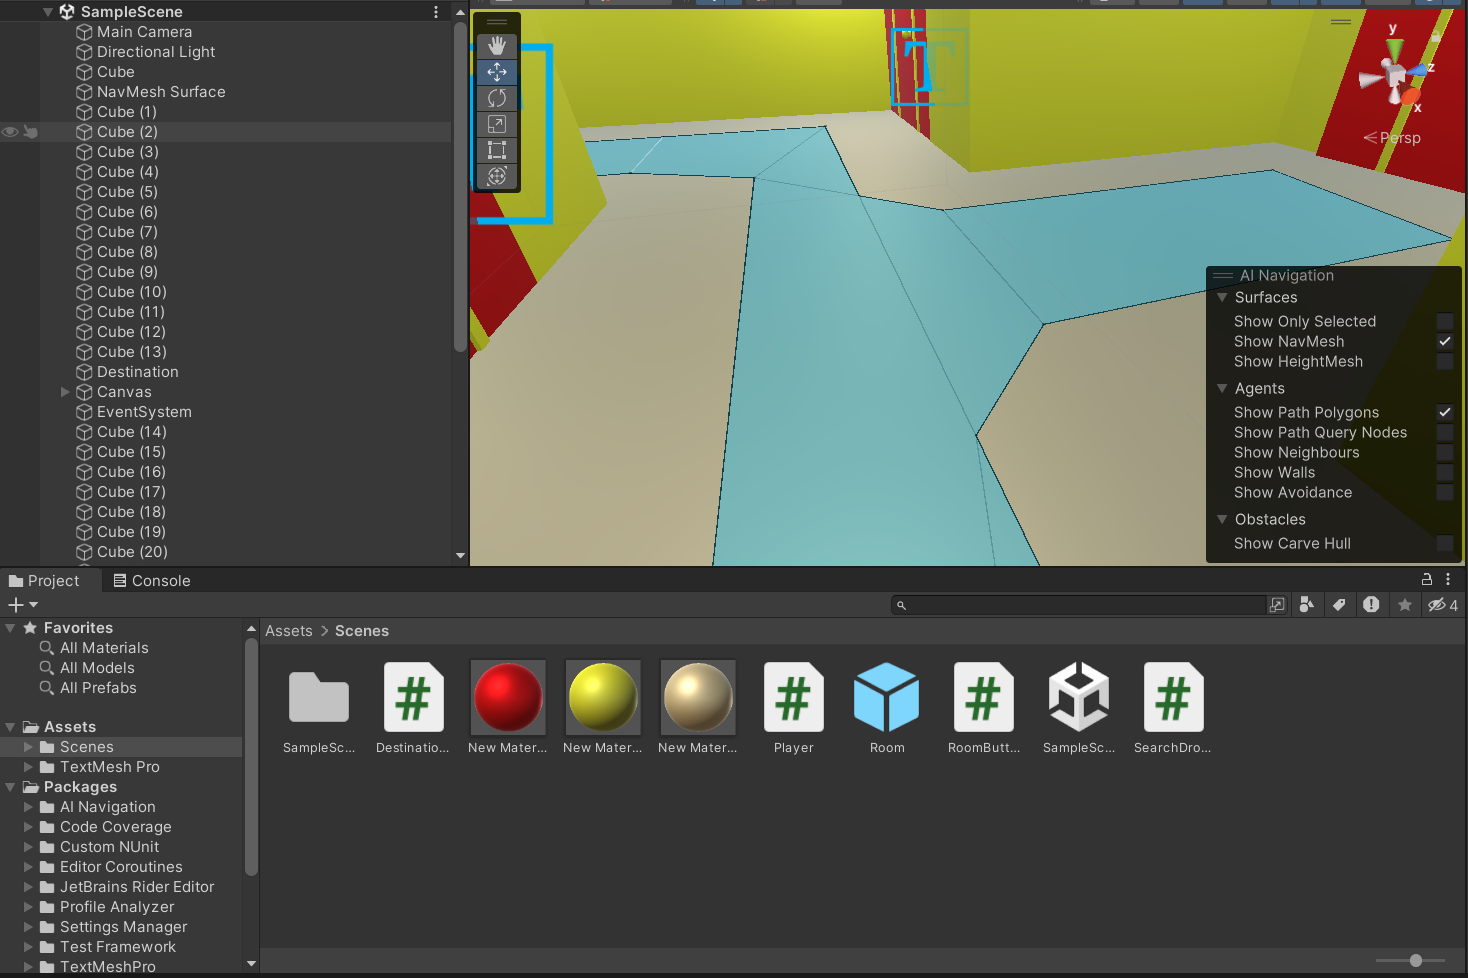 SampleScene
Main Camera
Directional Light
Cube
NavMesh Surface
Cube (1)
Cube (2)
Cube (3)
Cube (4)
Cube (5)
Cube (6)
Cube (7)
Cube (8)
Cube (9)
Cube (10)
Cube (11)
Cube (12)
Cube (13)
Destination
Canvas
EventSystem
Cube (14)
Cube (15)
Cube (16)
Cube (17)
Cube (18)
Cube (19)
Cube (20)
T
y
z
x
Persp
AI Navigation
Surfaces
Show Only Selected
Show NavMesh
Show HeightMesh
Agents
Show Path Polygons
Show Path Query Nodes
Show Neighbours
Show Walls
Show Avoidance
Obstacles
Show Carve Hull
Project
Console
4
Favorites
All Materials
All Models
All Prefabs
Assets
Scenes
TextMesh Pro
Packages
AI Navigation
Code Coverage
Custom NUnit
Editor Coroutines
JetBrains Rider Editor
Profile Analyzer
Settings Manager
Test Framework
TextMeshPro
Assets > Scenes
SampleSc...
Destinatio...
New Mater...
New Mater...
New Mater...
Player
Room
RoomButt...
SampleSc...
SearchDro...